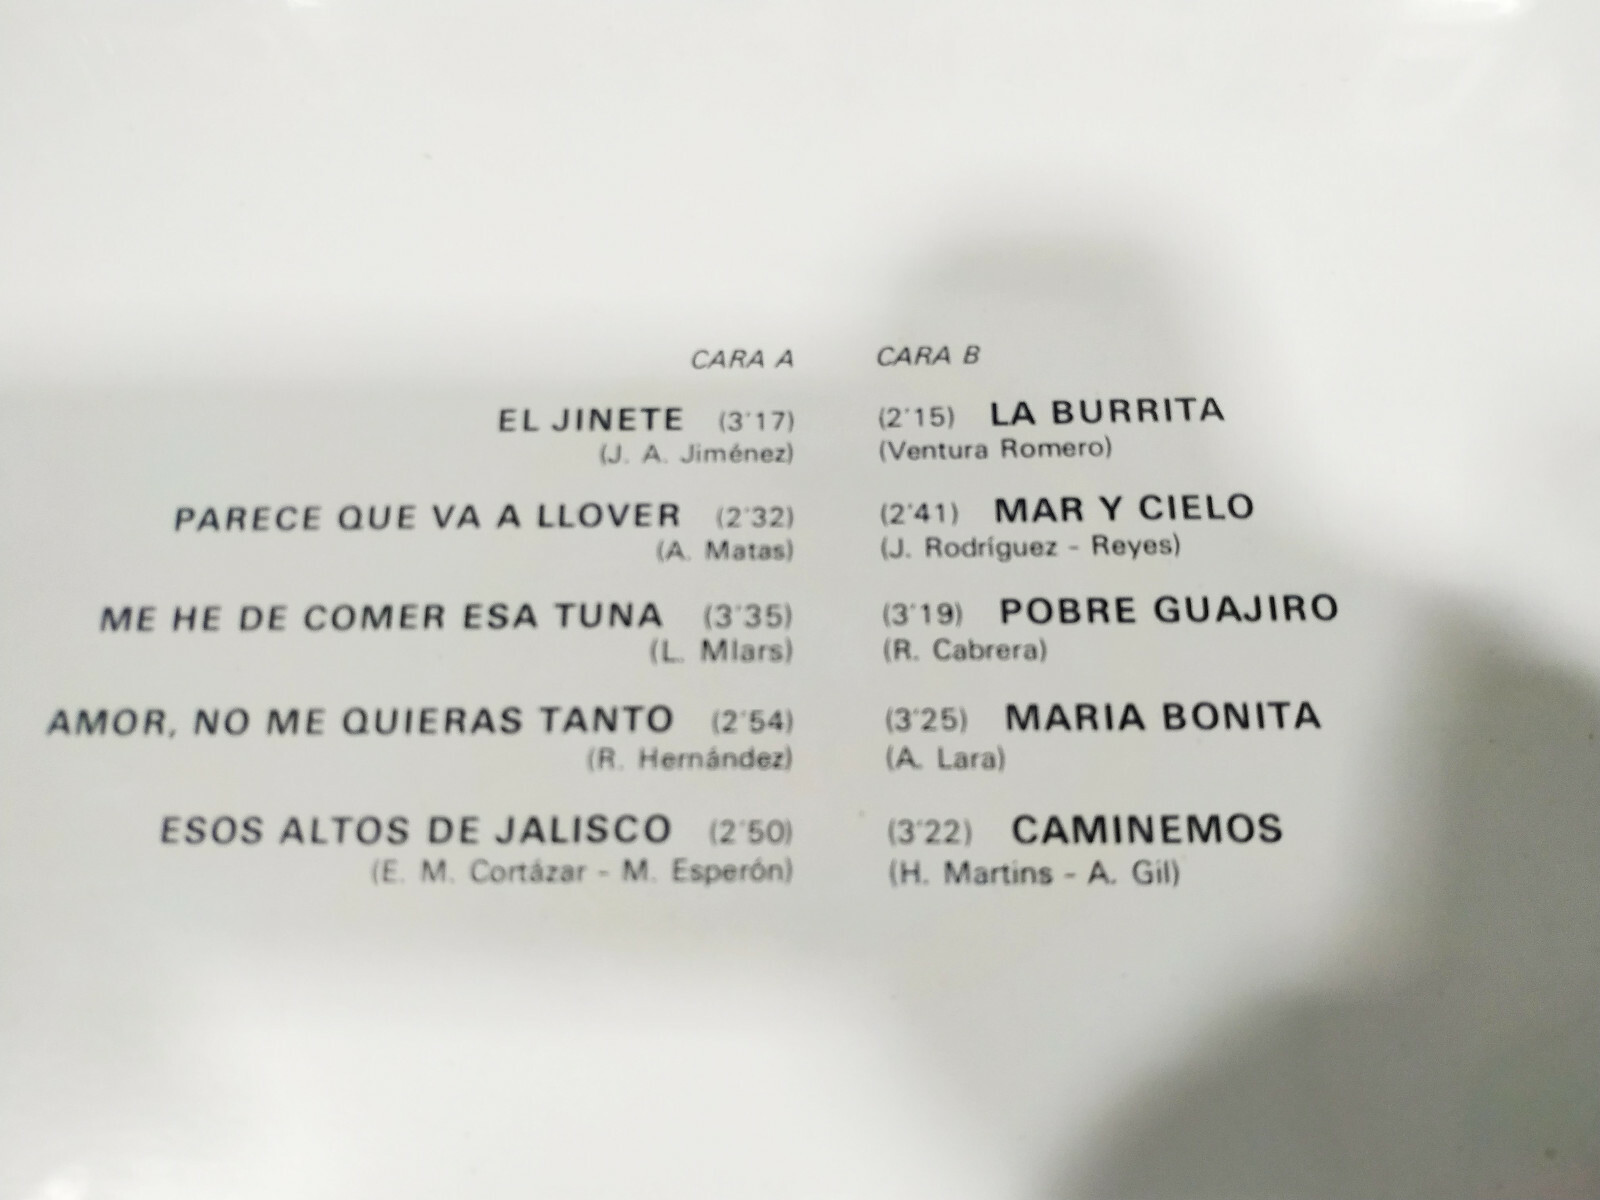 CARA A
EL JINETE (3'17)
(J. A. Jiménez)
PARECE QUE VA A LLOVER (2'32)
(A. Matas)
ME HE DE COMER ESA TUNA (3'35)
(L. Mlars)
AMOR, NO ME QUIERAS TANTO (2'54)
(R. Hernández)
ESOS ALTOS DE JALISCO (2'50)
(E. M. Cortázar - M. Esperón)
CARA B
(2'15) LA BURRITA
(Ventura Romero)
(2'41) MAR Y CIELO
(J. Rodríguez - Reyes)
(3'19) POBRE GUAJIRO
(R. Cabrera)
(3'25) MARIA BONITA
(A. Lara)
(3'22) CAMINEMOS
(H. Martins - A. Gil)